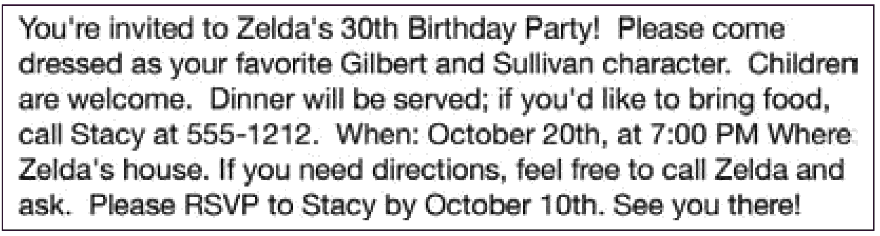 You're invited to Zelda's 30th Birthday Party!  Please come
dressed as your favorite Gilbert and Sullivan character.  Children
are welcome.  Dinner will be served; if you'd like to bring food,
call Stacy at 555-1212.  When: October 20th, at 7:00 PM Where:
Zelda's house. If you need directions, feel free to call Zelda and
ask.  Please RSVP to Stacy by October 10th. See you there!